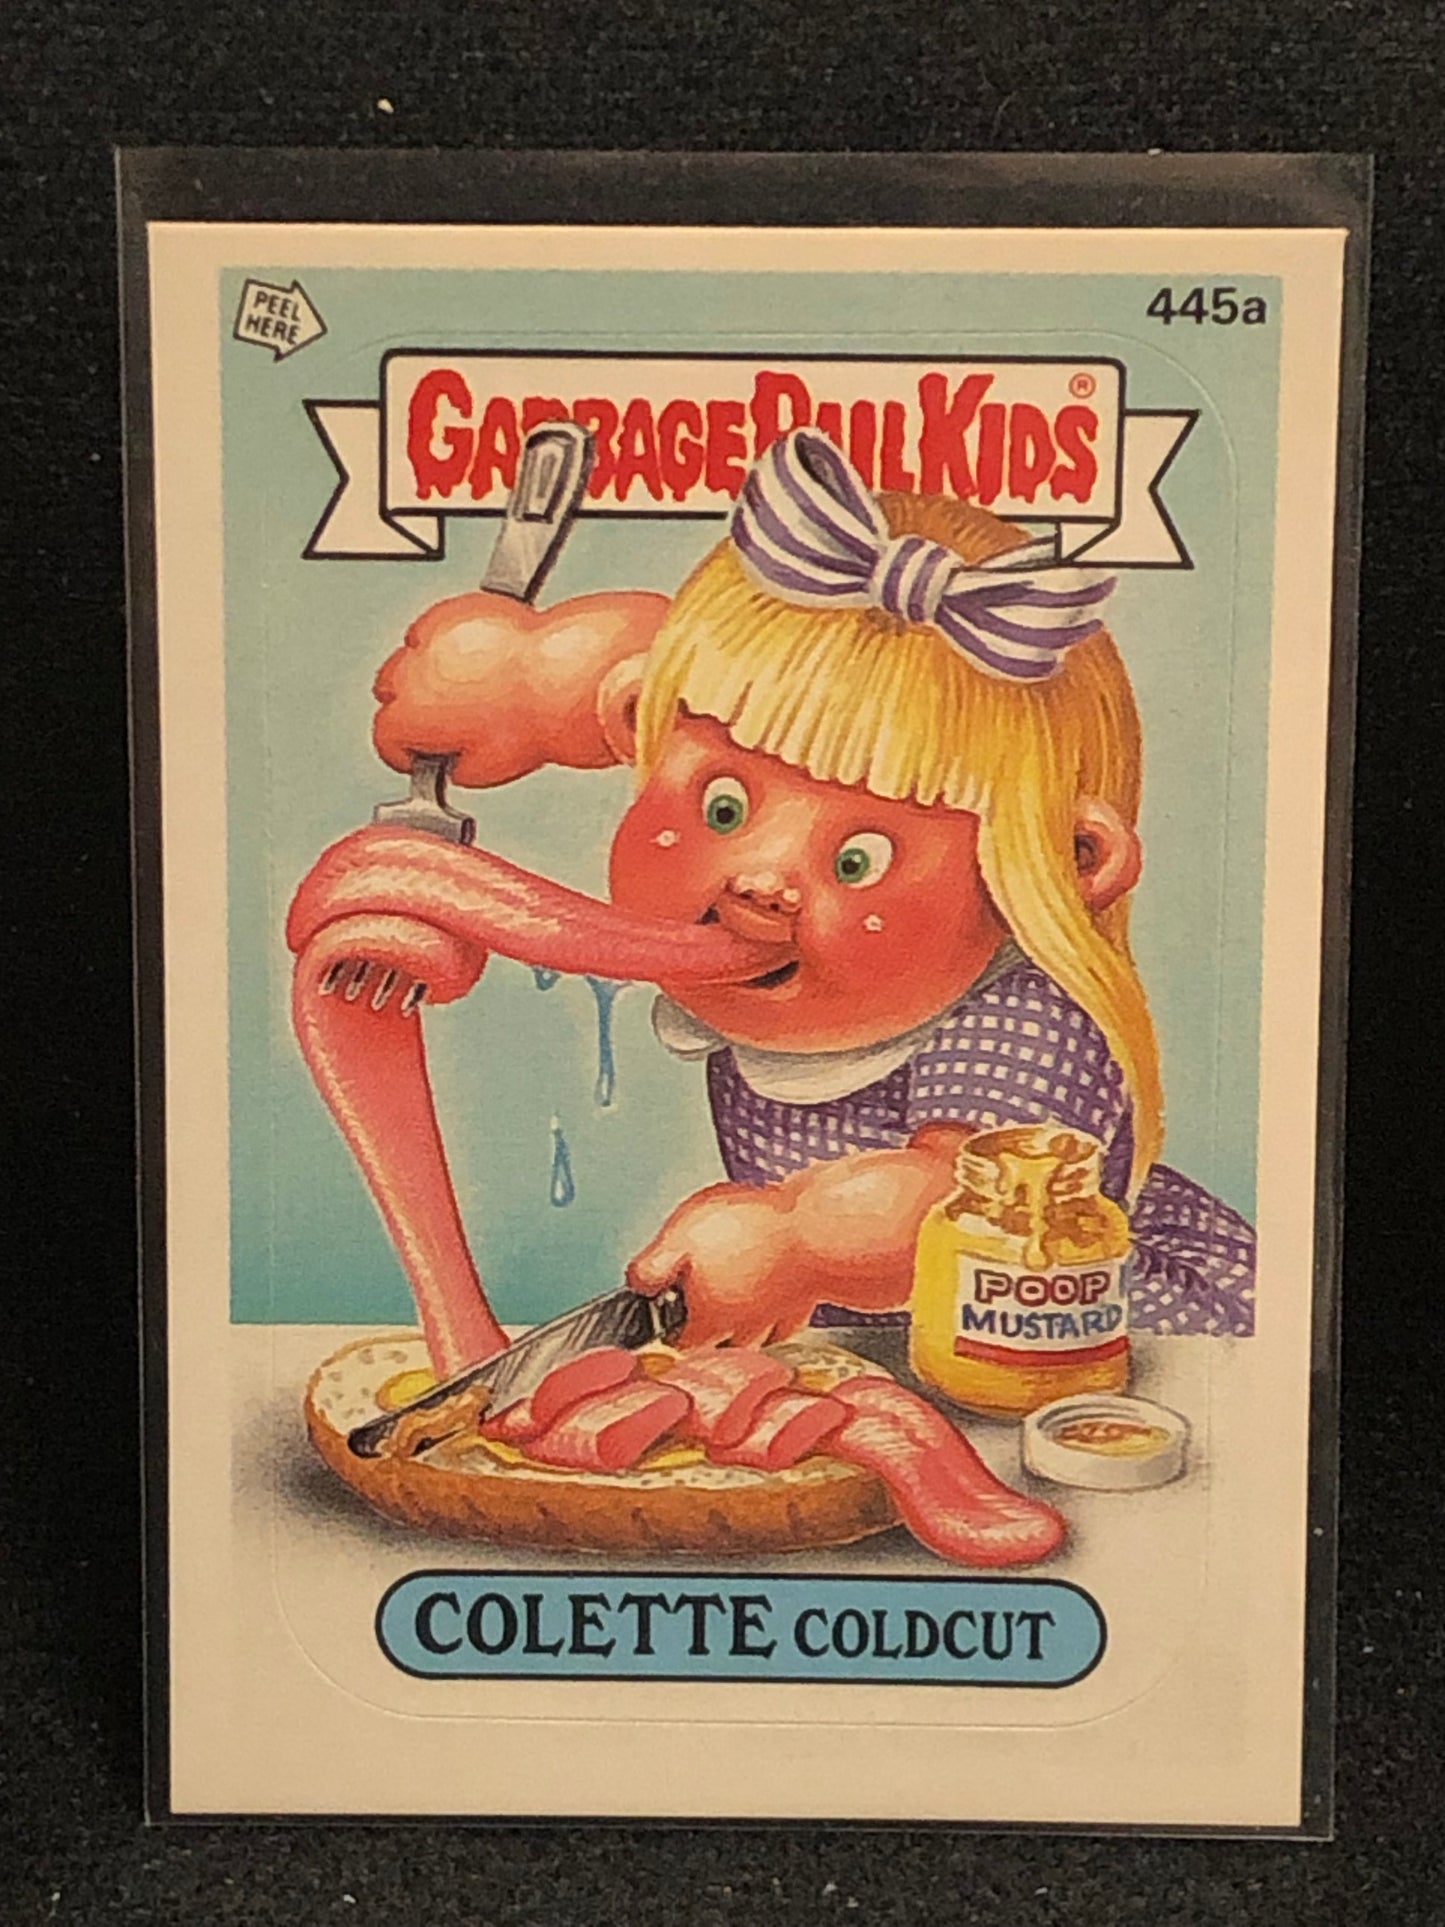 PEEL
HERE
445a
GARBAGE PAIL KIDS®
POOP
MUSTARD
COLETTE COLDCUT